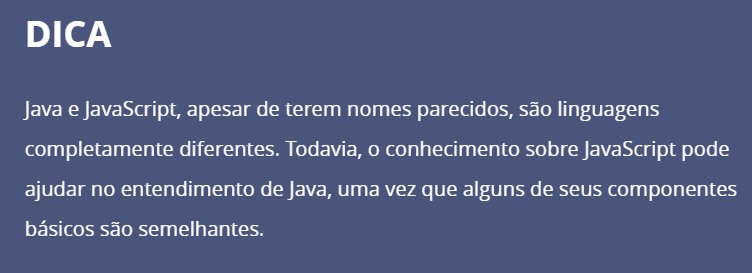 DICA
Java e JavaScript, apesar de terem nomes parecidos, são linguagens
completamente diferentes. Todavia, o conhecimento sobre JavaScript pode
ajudar no entendimento de Java, uma vez que alguns de seus componentes
básicos são semelhantes.